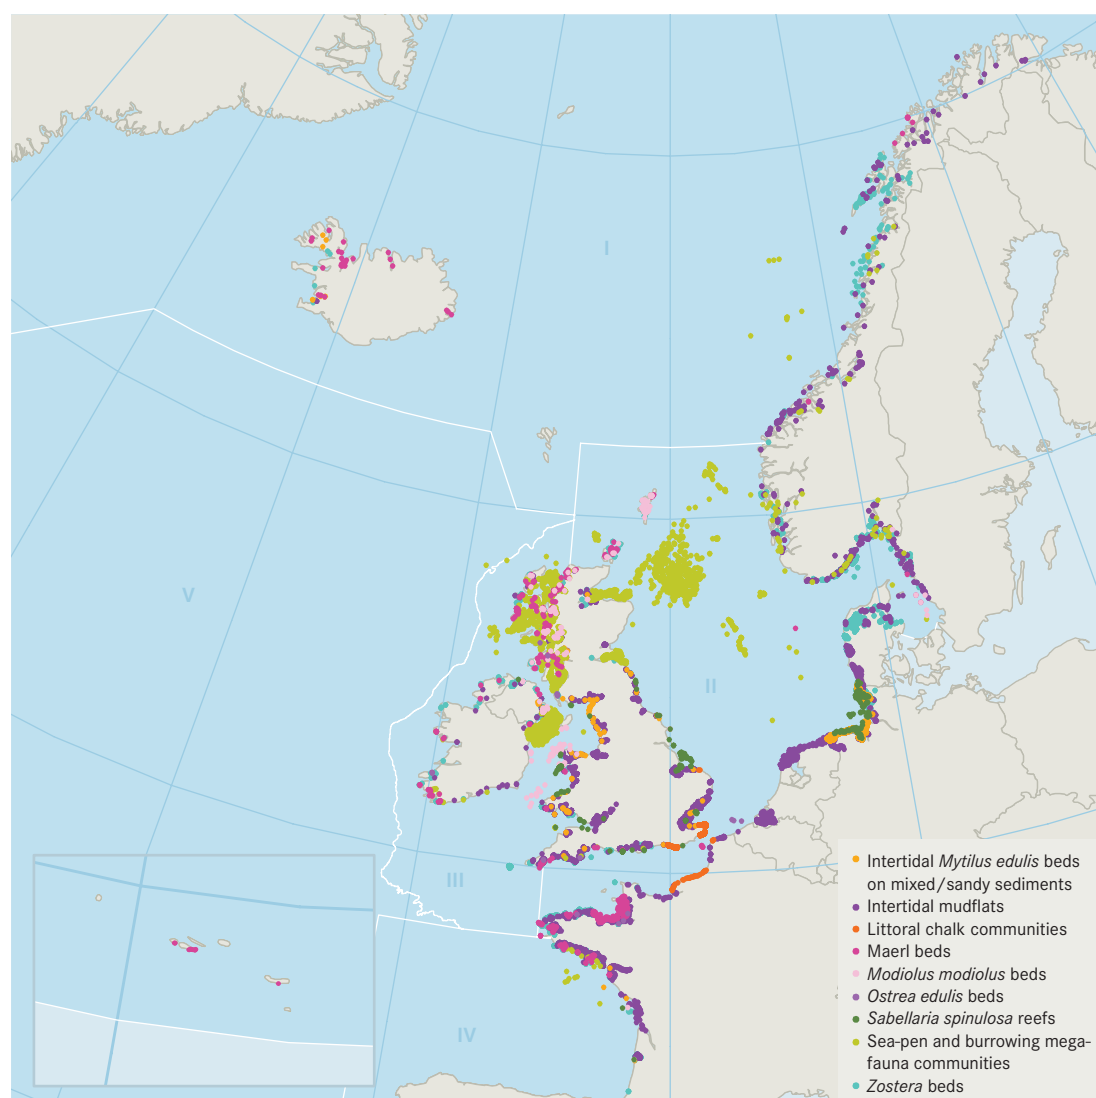 I
V
II
III
IV
Intertidal Mytilus edulis beds
on mixed/sandy sediments
Intertidal mudflats
Littoral chalk communities
Maerl beds
Modiolus modiolus beds
Ostrea edulis beds
Sabellaria spinulosa reefs
Sea-pen and burrowing mega-
fauna communities
Zostera beds